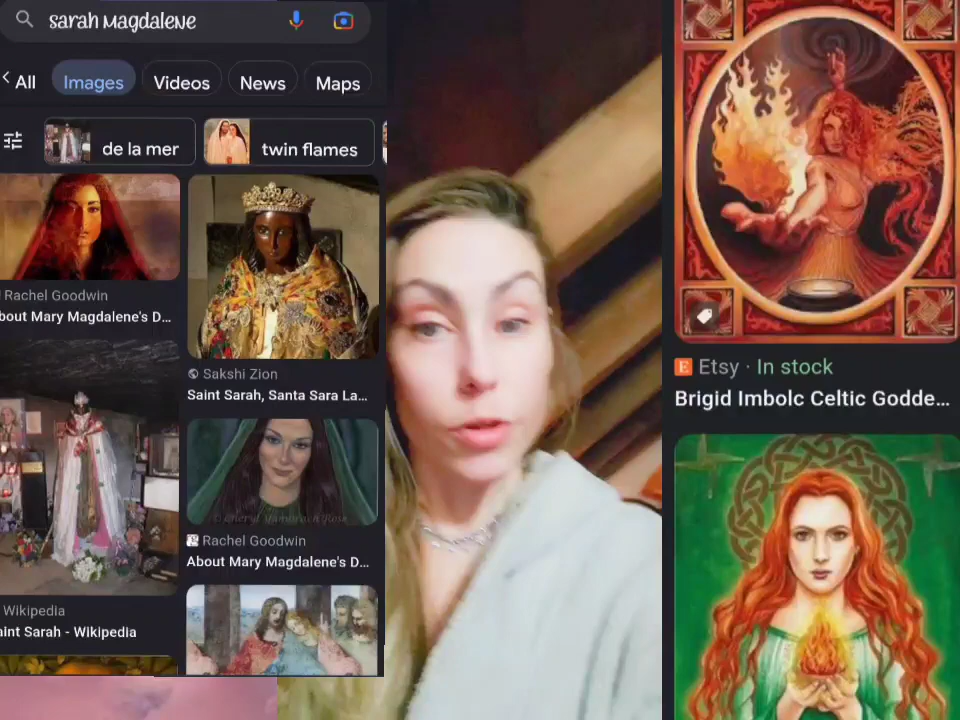 sarah Magdalene
All
Images
Videos
News
Maps
de la mer
twin flames
Rachel Goodwin
bout Mary Magdalene's D...
Sakshi Zion
Saint Sarah, Santa Sara La...
Rachel Goodwin
About Mary Magdalene's D...
Wikipedia
aint Sarah - Wikipedia
E Etsy · In stock
Brigid Imbolc Celtic Godde...